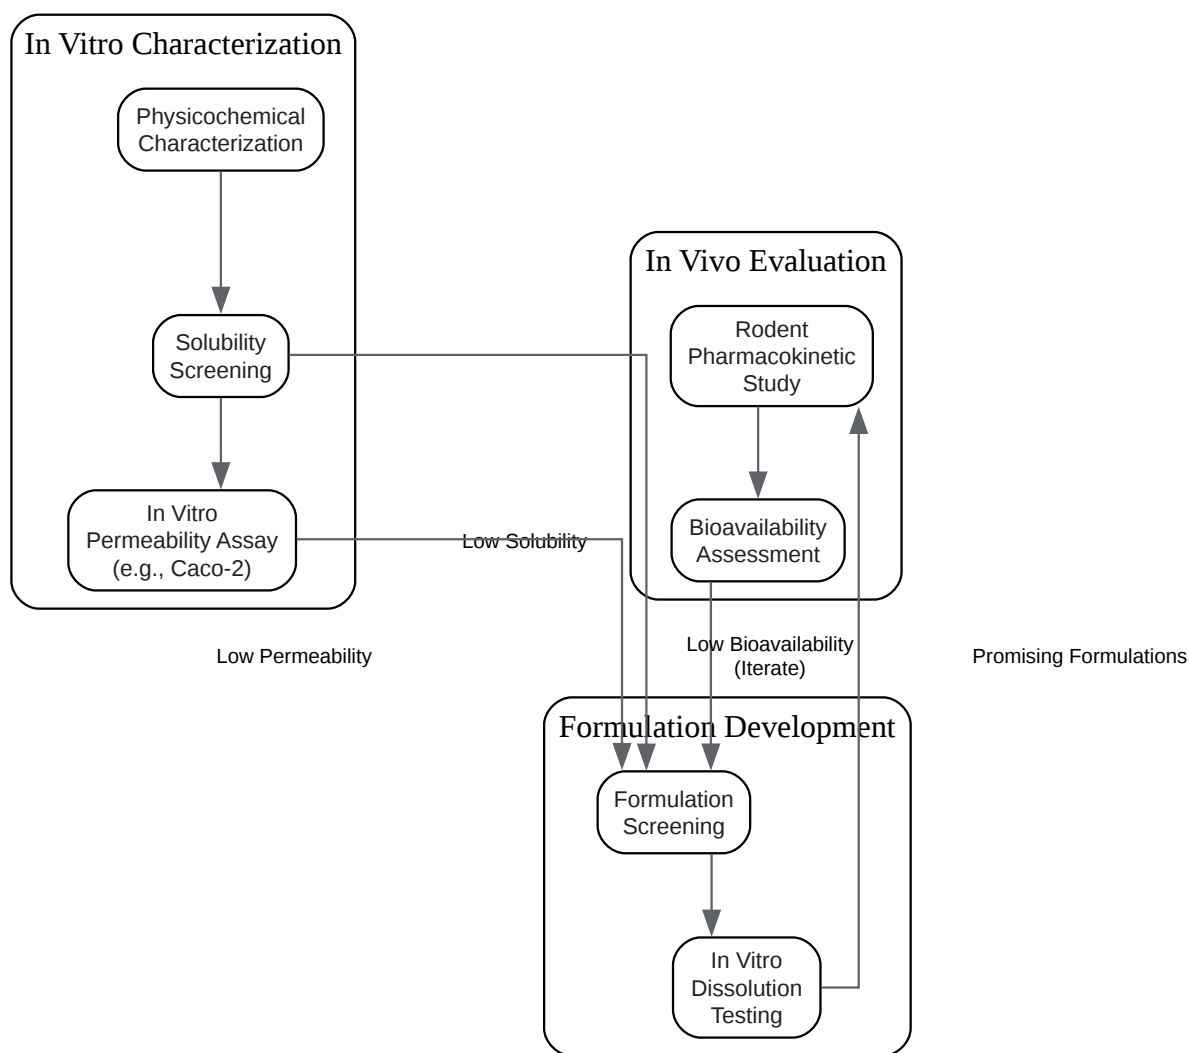 In Vitro Characterization
Physicochemical
Characterization
Solubility
Screening
In Vitro
Permeability Assay
(e.g., Caco-2)
In Vivo Evaluation
Rodent
Pharmacokinetic
Study
Bioavailability
Assessment
Low Solubility
Low Permeability
Low Bioavailability
(Iterate)
Promising Formulations
Formulation Development
Formulation
Screening
In Vitro
Dissolution
Testing